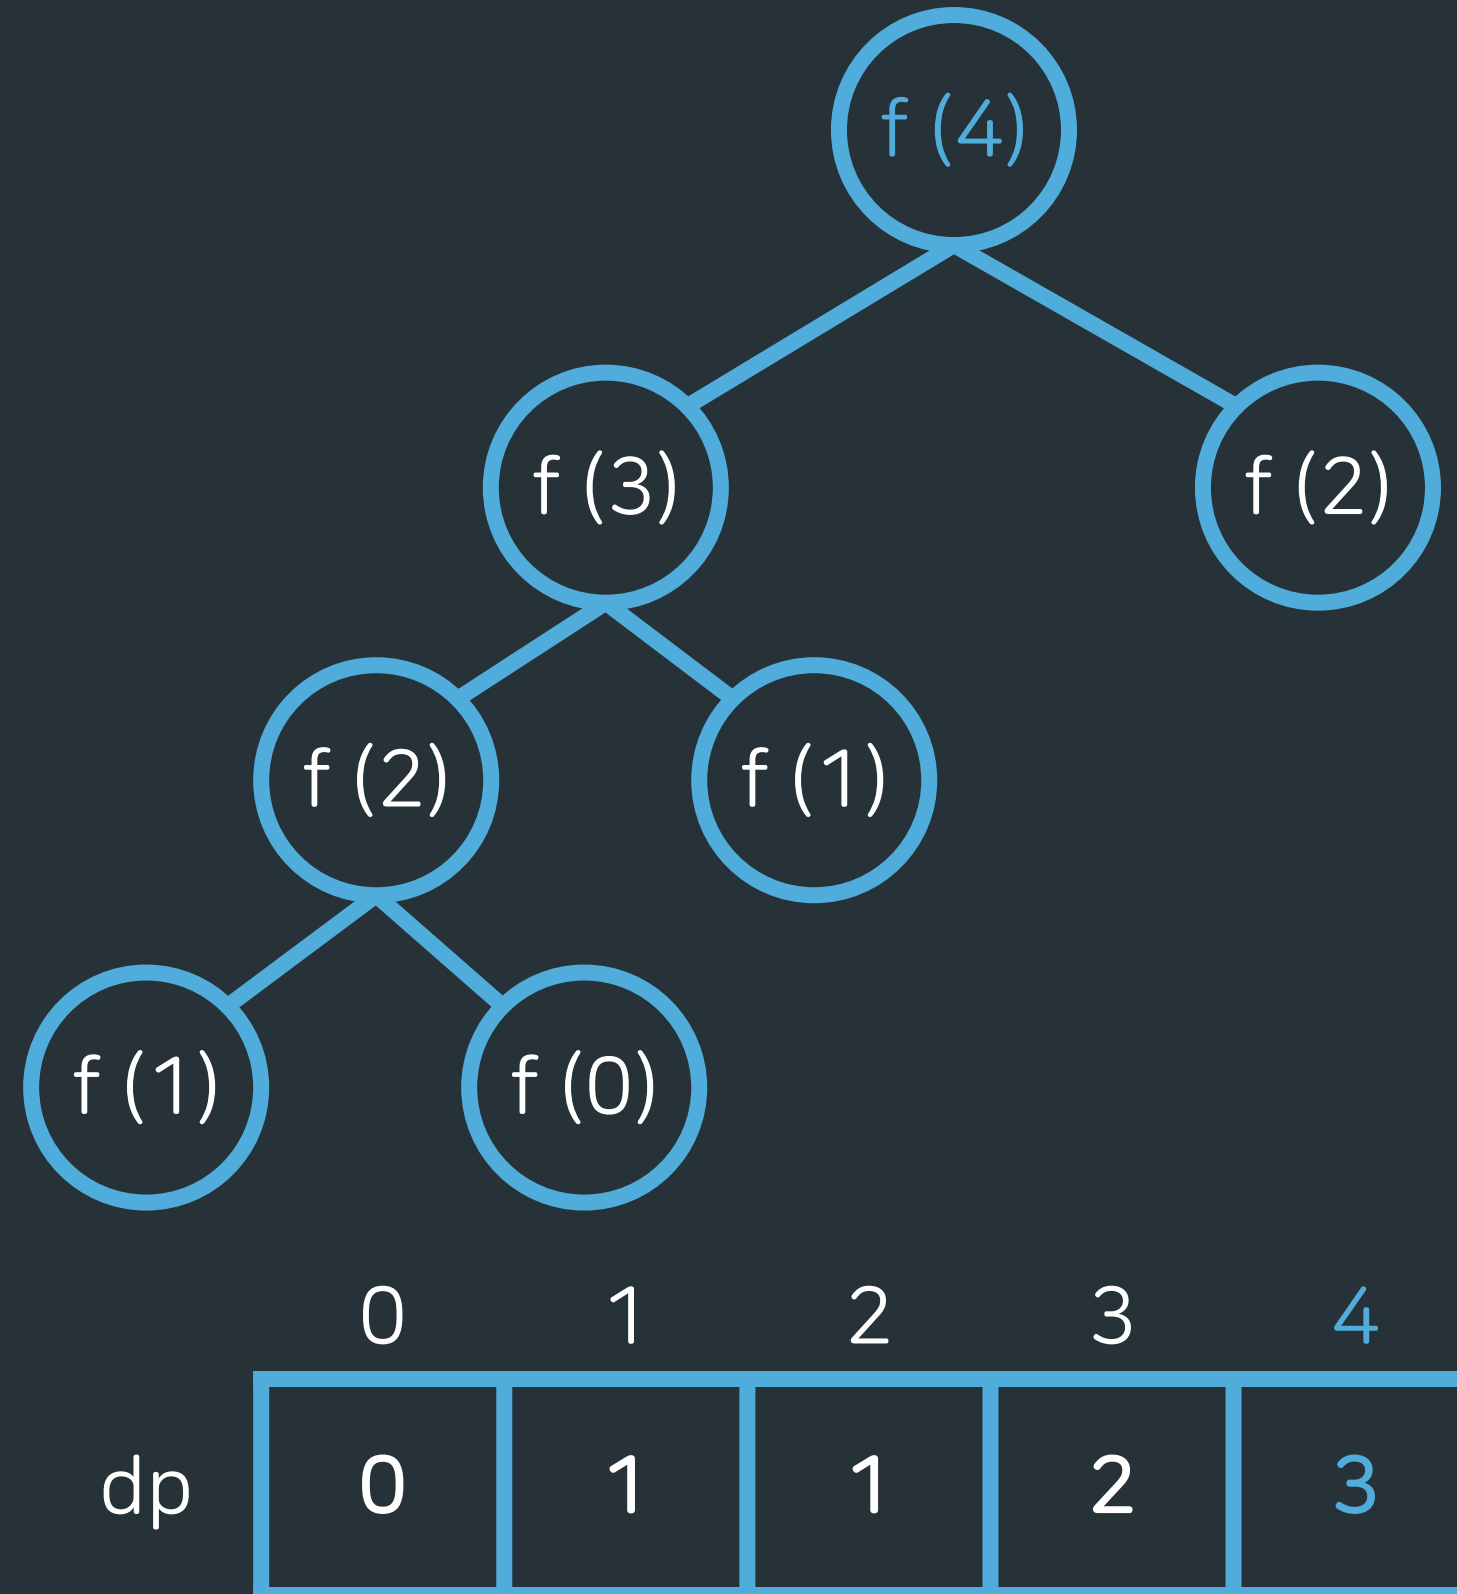 f (4)
f (3) f (2)
f (2) f (1)
f (1) f (0)
0 1 2 3 4
dp 0 1 1 2 3